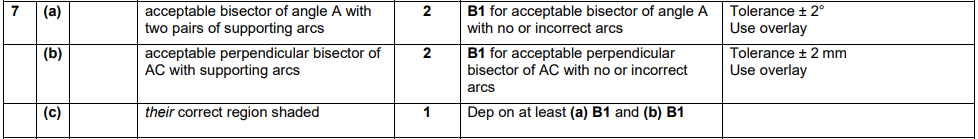 7 (a) acceptable bisector of angle A with two pairs of supporting arcs 2 B1 for acceptable bisector of angle A with no or incorrect arcs Tolerance ± 2° Use overlay
(b) acceptable perpendicular bisector of AC with supporting arcs 2 B1 for acceptable perpendicular bisector of AC with no or incorrect arcs Tolerance ± 2 mm Use overlay
(c) their correct region shaded 1 Dep on at least (a) B1 and (b) B1